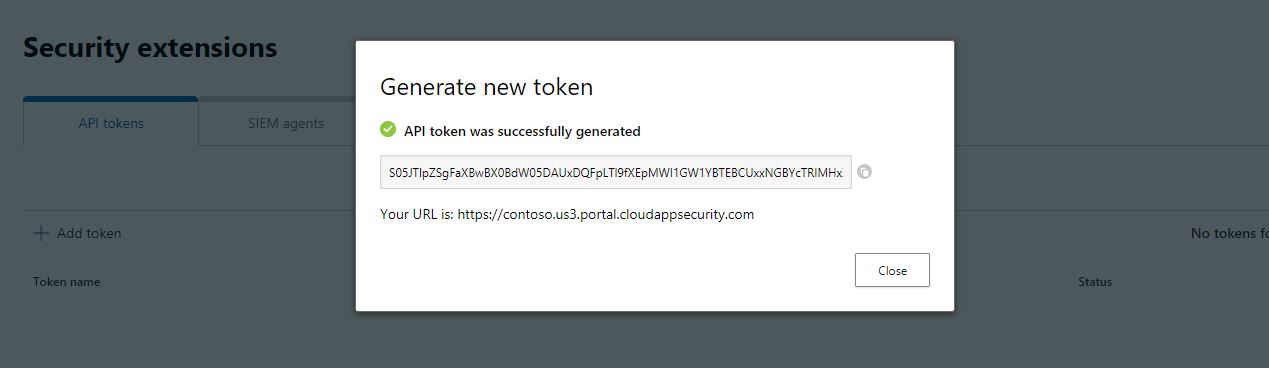 Security extensions
Generate new token
API tokens
SIEM agents
API token was successfully generated
S05JTlpZSgFaXBwBX0BdW05DAUxDQFpLTl9fXEpMWl1GW1YBTEBCUxxNGBYcTRlMHx
Your URL is: https://contoso.us3.portal.cloudappsecurity.com
Add token
No tokens fo
Close
Token name
Status